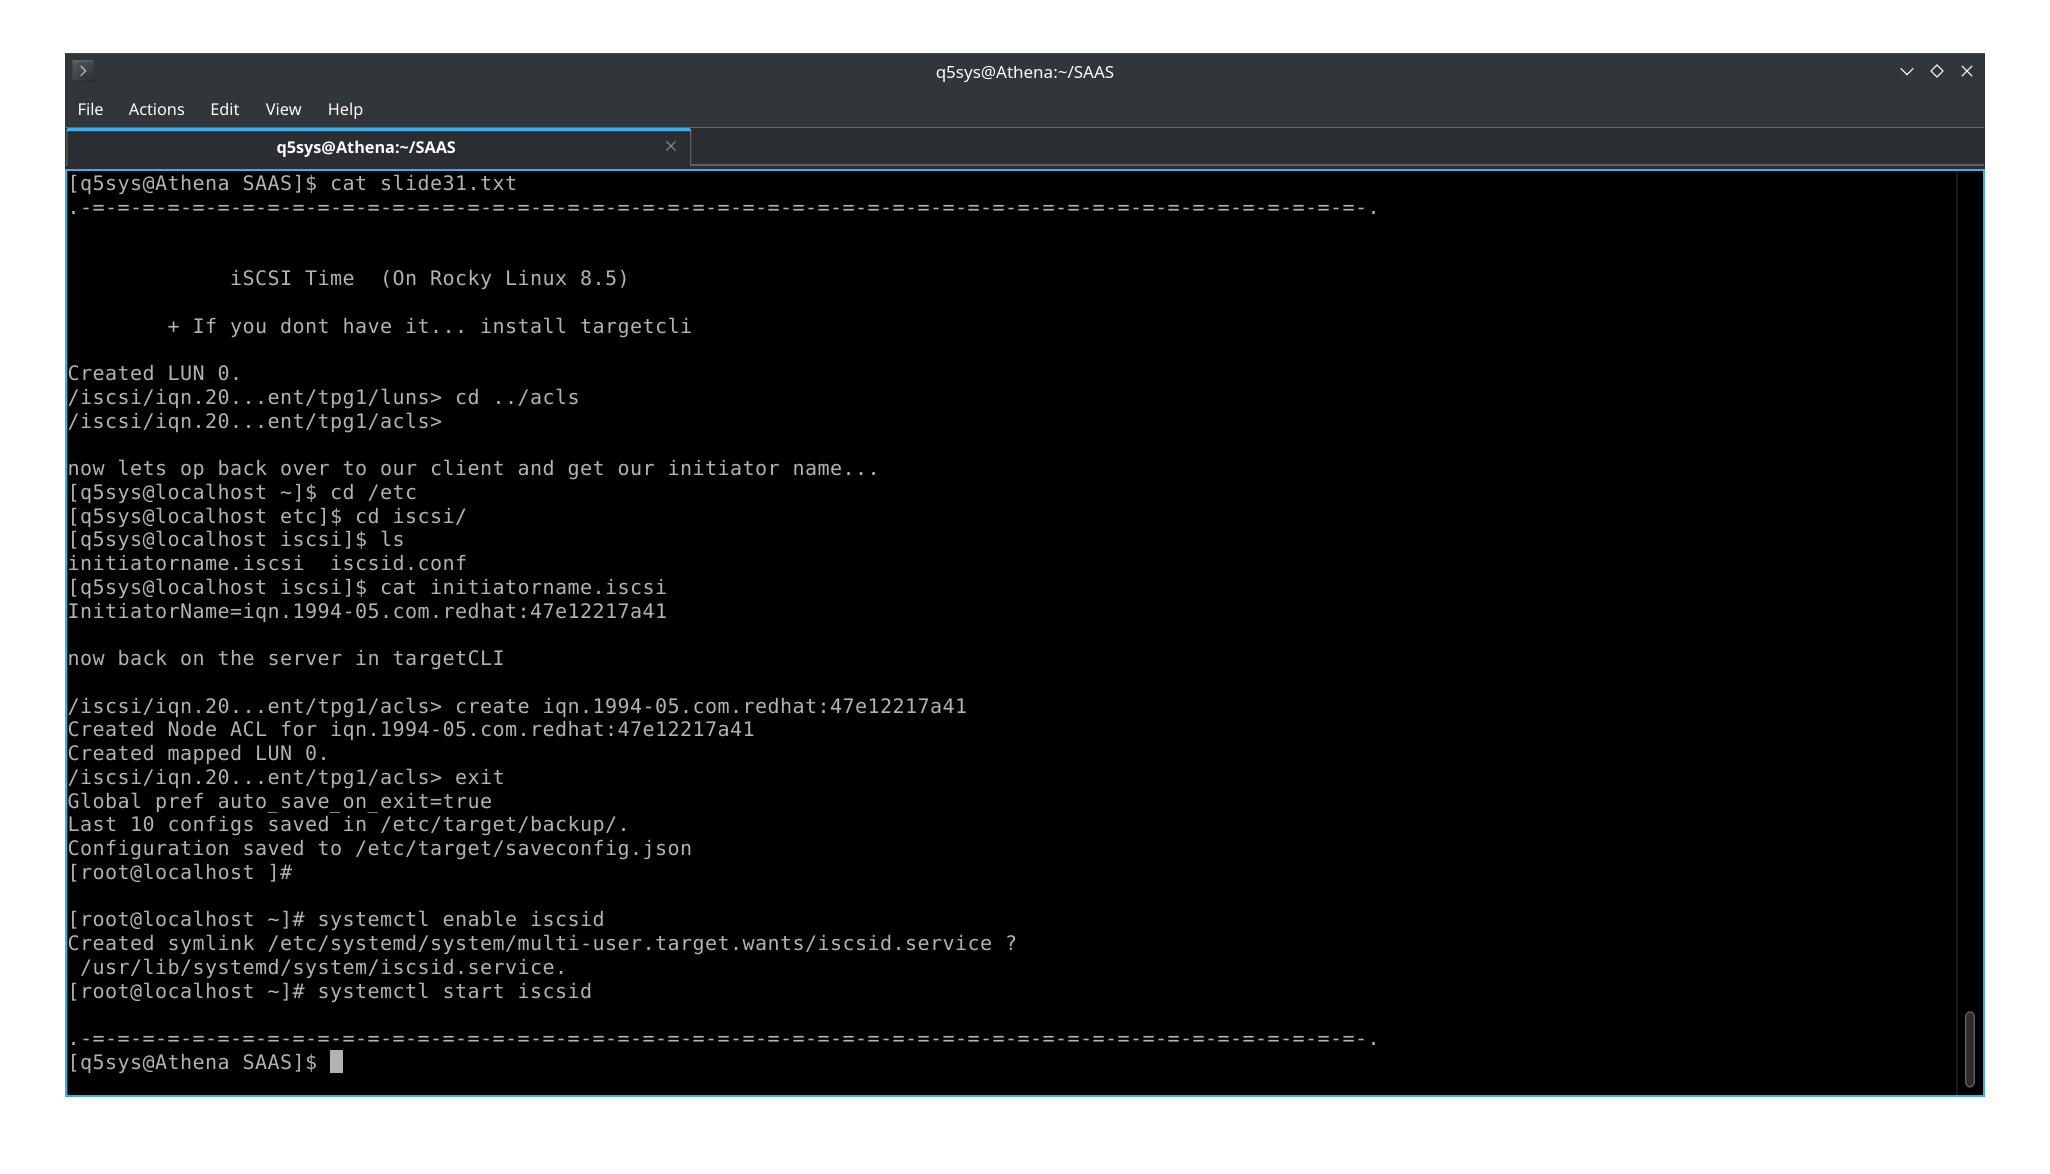 q5sys@Athena:~/SAAS
File Actions Edit View Help
q5sys@Athena:~/SAAS
[q5sys@Athena SAAS]$ cat slide31.txt
.-=-=-=-=-=-=-=-=-=-=-=-=-=-=-=-=-=-=-=-=-=-=-=-=-=-=-=-=-=-=-=-=-=-=-=-=-=-=-=-=-=-=-=-=-=-=-=-=-=-=-=-.
iSCSI Time  (On Rocky Linux 8.5)
+ If you dont have it... install targetcli
Created LUN 0.
/iscsi/iqn.20...ent/tpg1/luns> cd ../acls
/iscsi/iqn.20...ent/tpg1/acls>
now lets op back over to our client and get our initiator name...
[q5sys@localhost ~]$ cd /etc
[q5sys@localhost etc]$ cd iscsi/
[q5sys@localhost iscsi]$ ls
initiatorname.iscsi  iscsid.conf
[q5sys@localhost iscsi]$ cat initiatorname.iscsi
InitiatorName=iqn.1994-05.com.redhat:47e12217a41
now back on the server in targetCLI
/iscsi/iqn.20...ent/tpg1/acls> create iqn.1994-05.com.redhat:47e12217a41
Created Node ACL for iqn.1994-05.com.redhat:47e12217a41
Created mapped LUN 0.
/iscsi/iqn.20...ent/tpg1/acls> exit
Global pref auto_save_on_exit=true
Last 10 configs saved in /etc/target/backup/.
Configuration saved to /etc/target/saveconfig.json
[root@localhost ]#
[root@localhost ~]# systemctl enable iscsid
Created symlink /etc/systemd/system/multi-user.target.wants/iscsid.service ?
/usr/lib/systemd/system/iscsid.service.
[root@localhost ~]# systemctl start iscsid
.-=-=-=-=-=-=-=-=-=-=-=-=-=-=-=-=-=-=-=-=-=-=-=-=-=-=-=-=-=-=-=-=-=-=-=-=-=-=-=-=-=-=-=-=-=-=-=-=-=-=-=-.
[q5sys@Athena SAAS]$